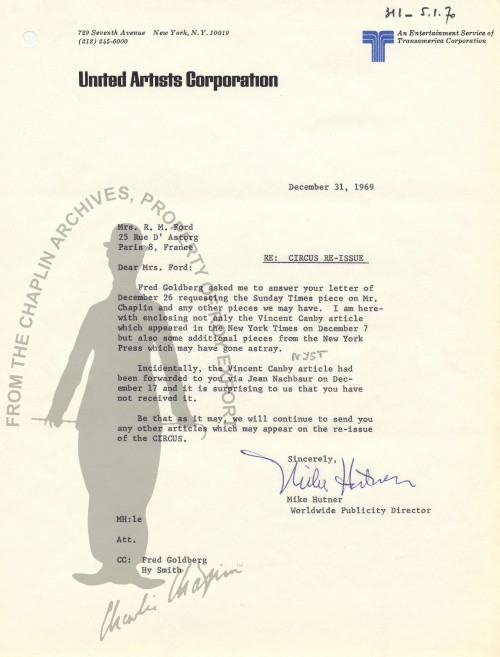 HI - 5.1.70
729 Seventh Avenue New York, N.Y. 10019
(212) 245-6000
An Entertainment Service of
Transamerica Corporation
United Artists Corporation
December 31, 1969
Mrs. R. M. Ford
25 Rue D' Astorg
Paris 8, France
RE: CIRCUS RE-ISSUE
Dear Mrs. Ford:
Fred Goldberg asked me to answer your letter of
December 26 requesting the Sunday Times piece on Mr.
Chaplin and any other pieces we may have. I am here-
with enclosing not only the Vincent Canby article
which appeared in the New York Times on December 7
but also some additional pieces from the New York
Press which may have gone astray.
NYST
Incidentally, the Vincent Canby article had
been forwarded to you via Jean Nachbaur on Dec-
ember 17 and it is surprising to us that you have
not received it.
Be that as it may, we will continue to send you
any other articles which may appear on the re-issue
of the CIRCUS.
Sincerely,
Mike Hutner
Mike Hutner
Worldwide Publicity Director
MH:le
Att.
CC: Fred Goldberg
Hy Smith
FROM THE CHAPLIN ARCHIVES, PROPERTY OF ROY EXPORT
Charlie Chaplin